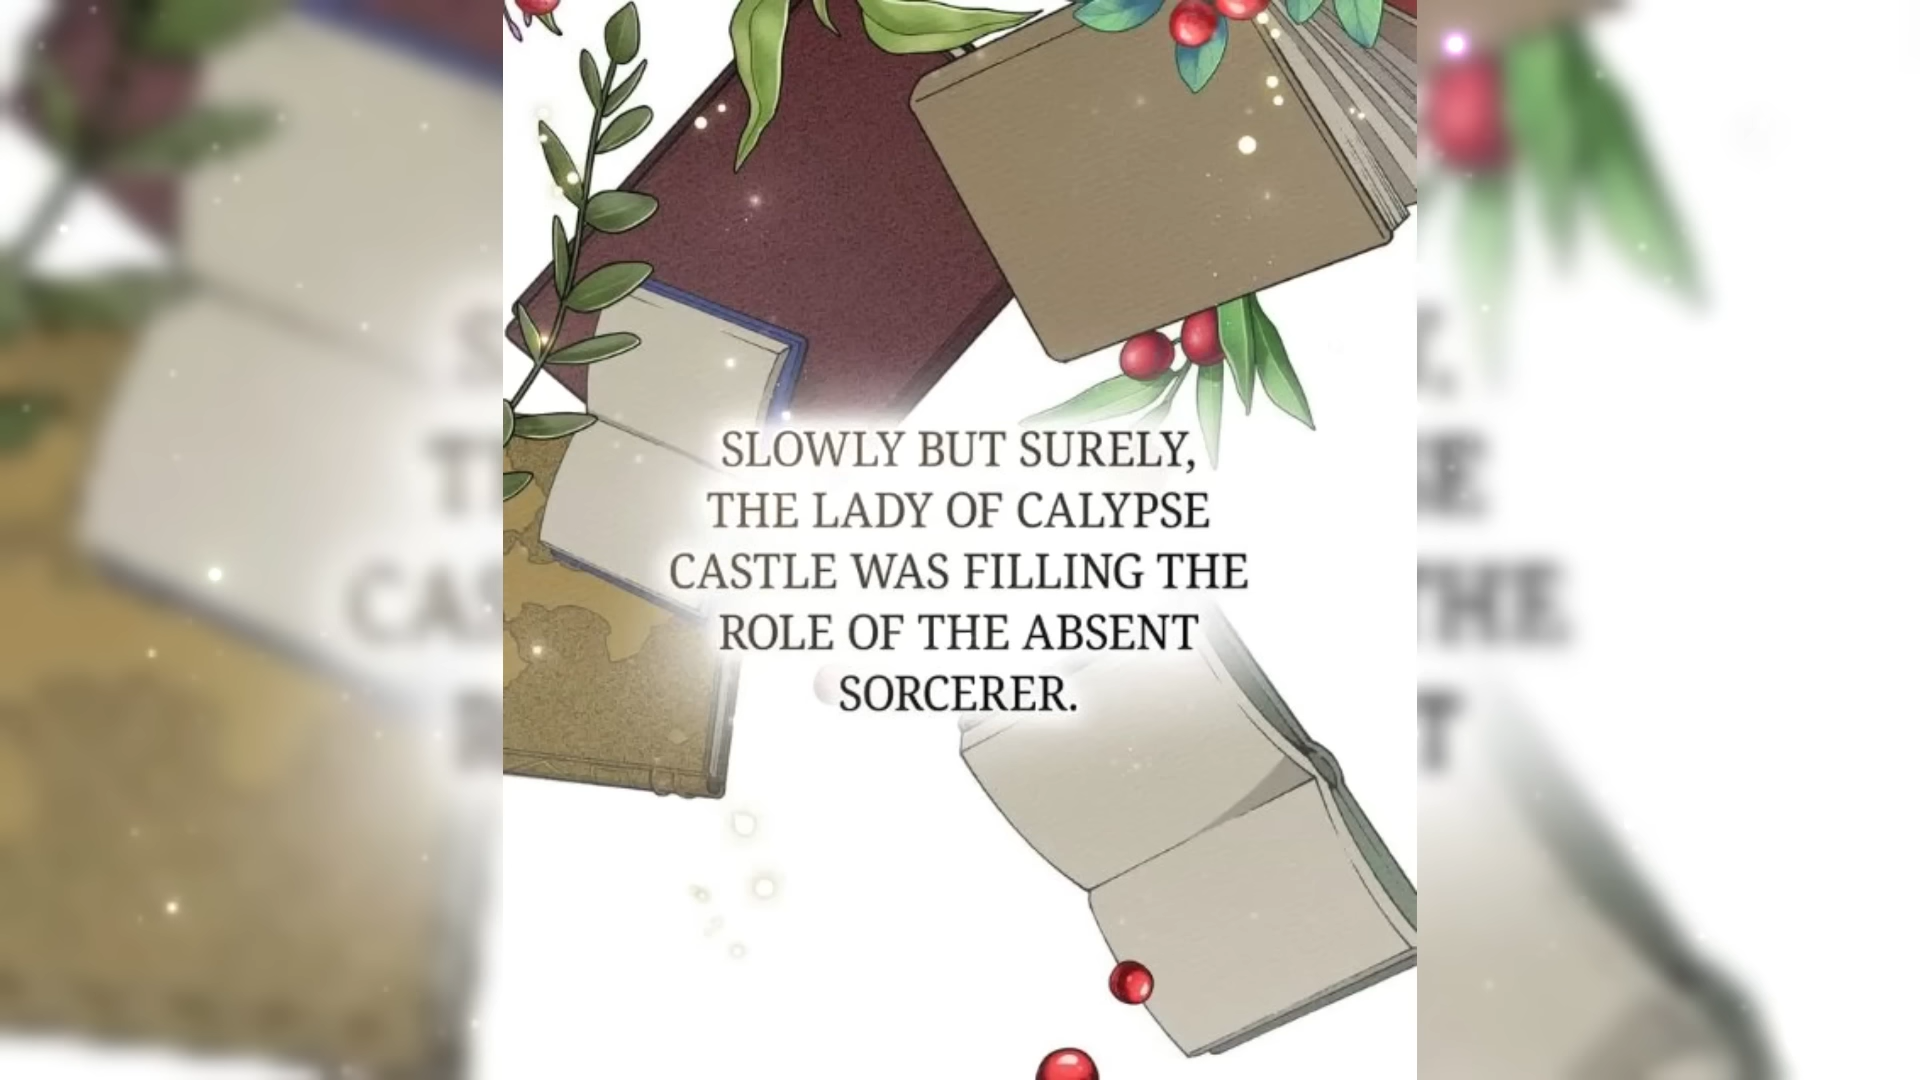 SLOWLY BUT SURELY,
THE LADY OF CALYPSE
CASTLE WAS FILLING THE
ROLE OF THE ABSENT
SORCERER.